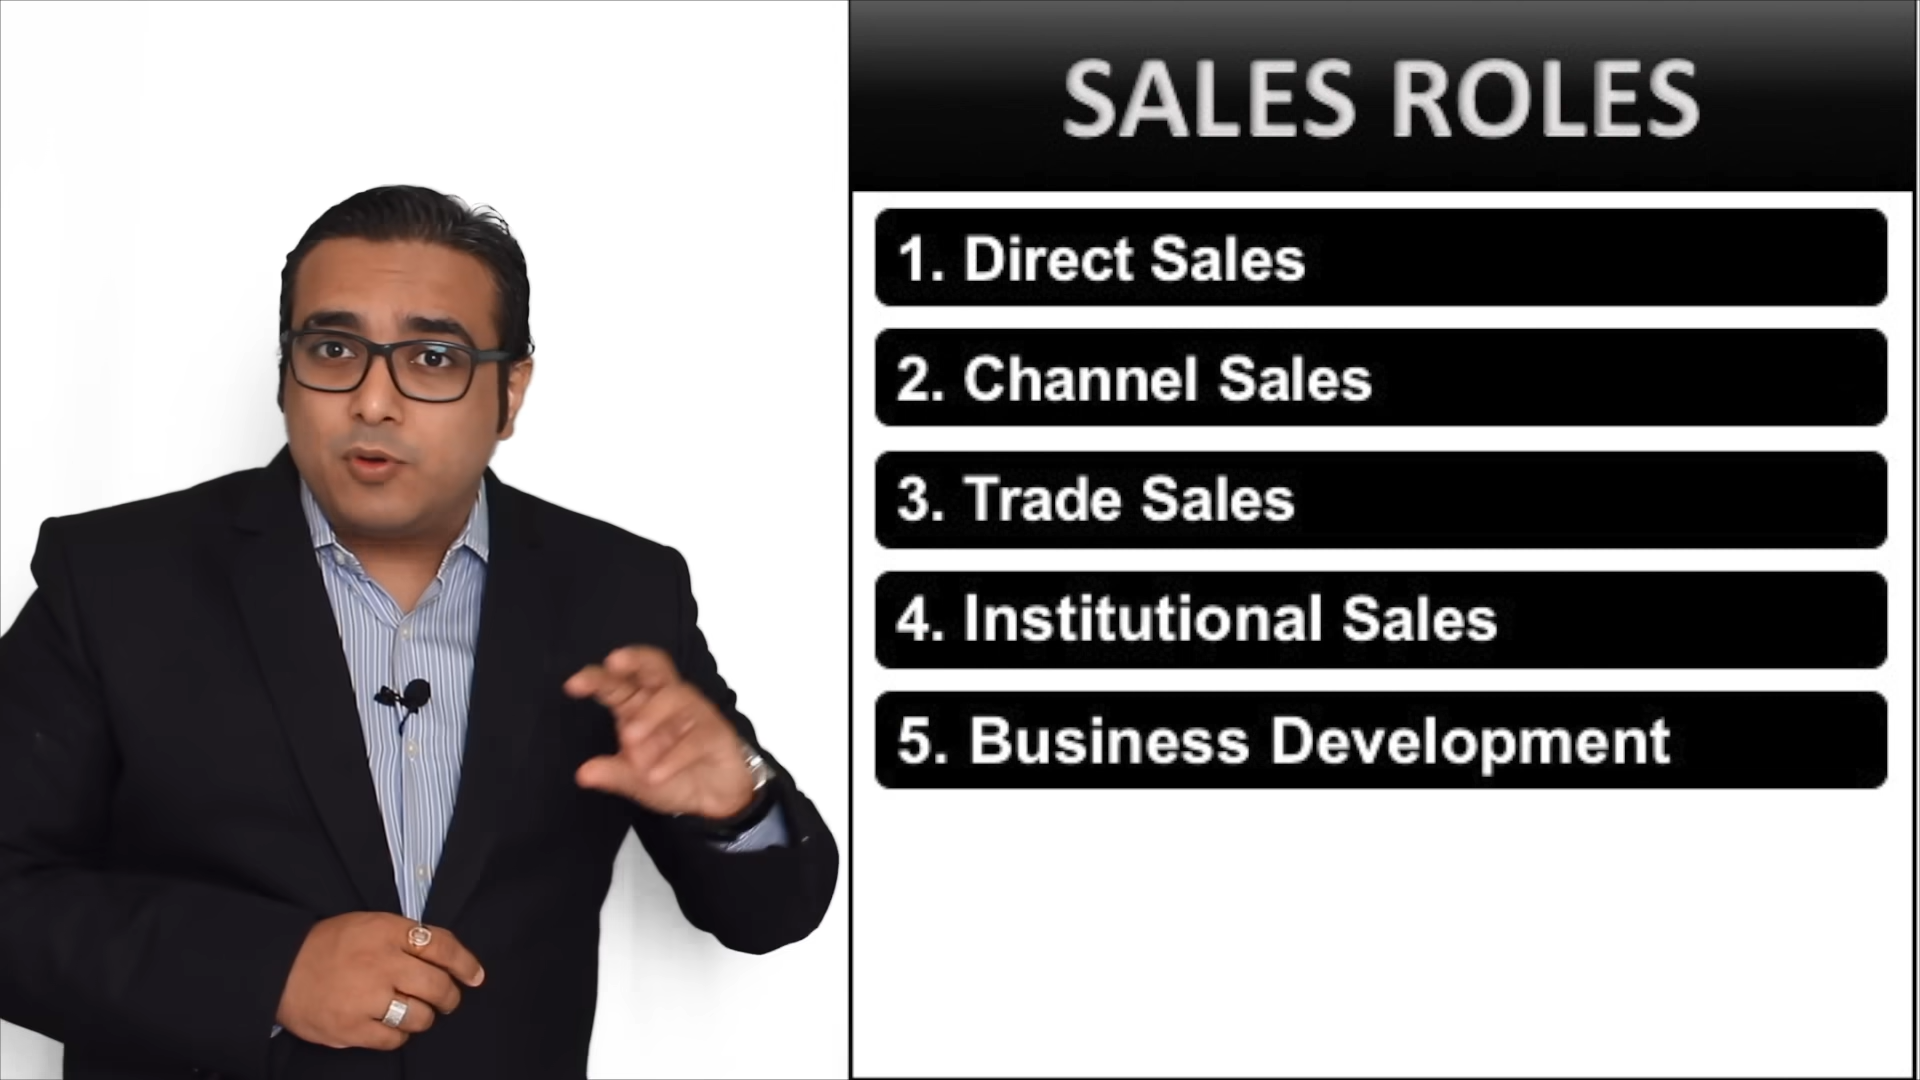 SALES ROLES
1. Direct Sales
2. Channel Sales
3. Trade Sales
4. Institutional Sales
5. Business Development